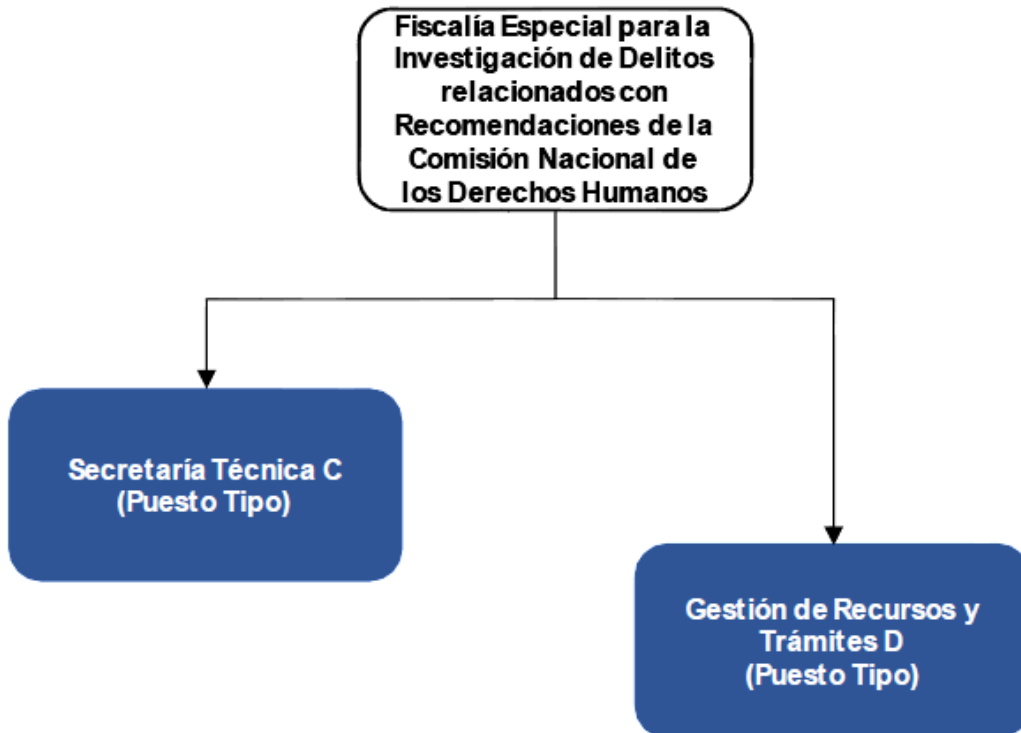 Fiscalía Especial para la
Investigación de Delitos
relacionados con
Recomendaciones de la
Comisión Nacional de
los Derechos Humanos
Secretaría Técnica C
(Puesto Tipo)
Gestión de Recursos y
Trámites D
(Puesto Tipo)